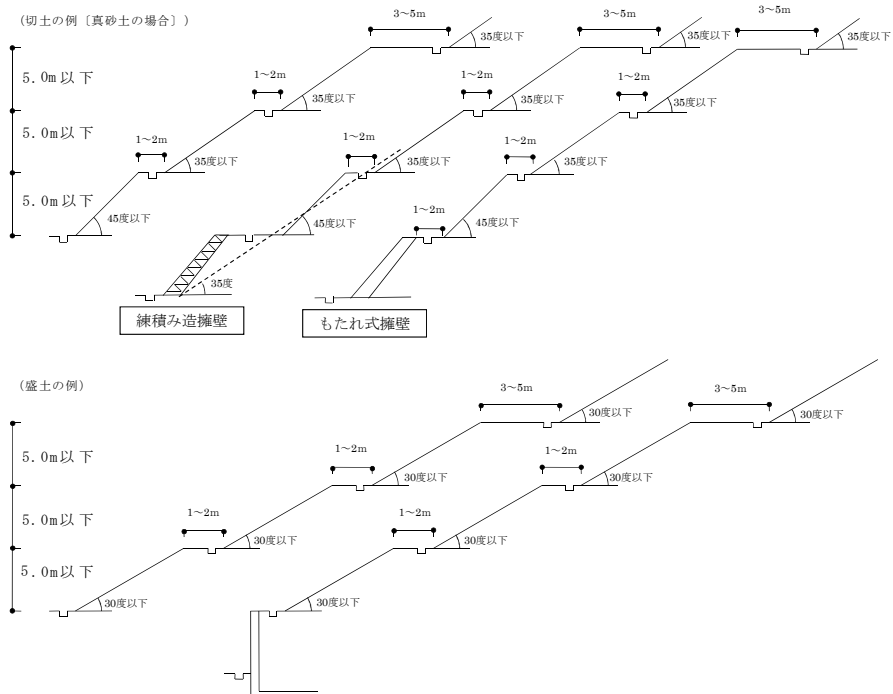 (切土の例〔真砂土の場合〕)
3～5m 3～5m 3～5m
35度以下 35度以下 35度以下
5.0m以下
1～2m 1～2m 1～2m
35度以下 35度以下 35度以下
5.0m以下
1～2m 1～2m 1～2m
35度以下 35度以下 35度以下
5.0m以下
1～2m
45度以下 45度以下 45度以下
35度
練積み造擁壁 もたれ式擁壁
(盛土の例)
3～5m 3～5m
30度以下 30度以下
5.0m以下
1～2m 1～2m
30度以下 30度以下
5.0m以下
1～2m 1～2m
30度以下 30度以下
5.0m以下
30度以下 30度以下